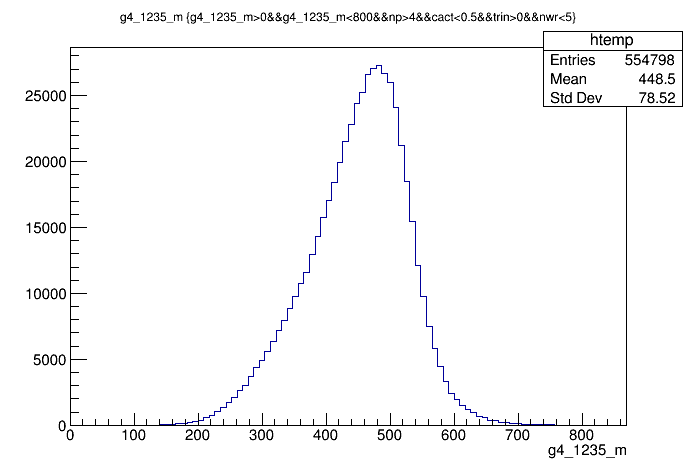 g4_1235_m {g4_1235_m>0&&g4_1235_m<800&&np>4&&cact<0.5&&trin>0&&nwr<5}
htemp
Entries 554798
Mean 448.5
Std Dev 78.52
25000
20000
15000
10000
5000
0
0 100 200 300 400 500 600 700 800
g4_1235_m